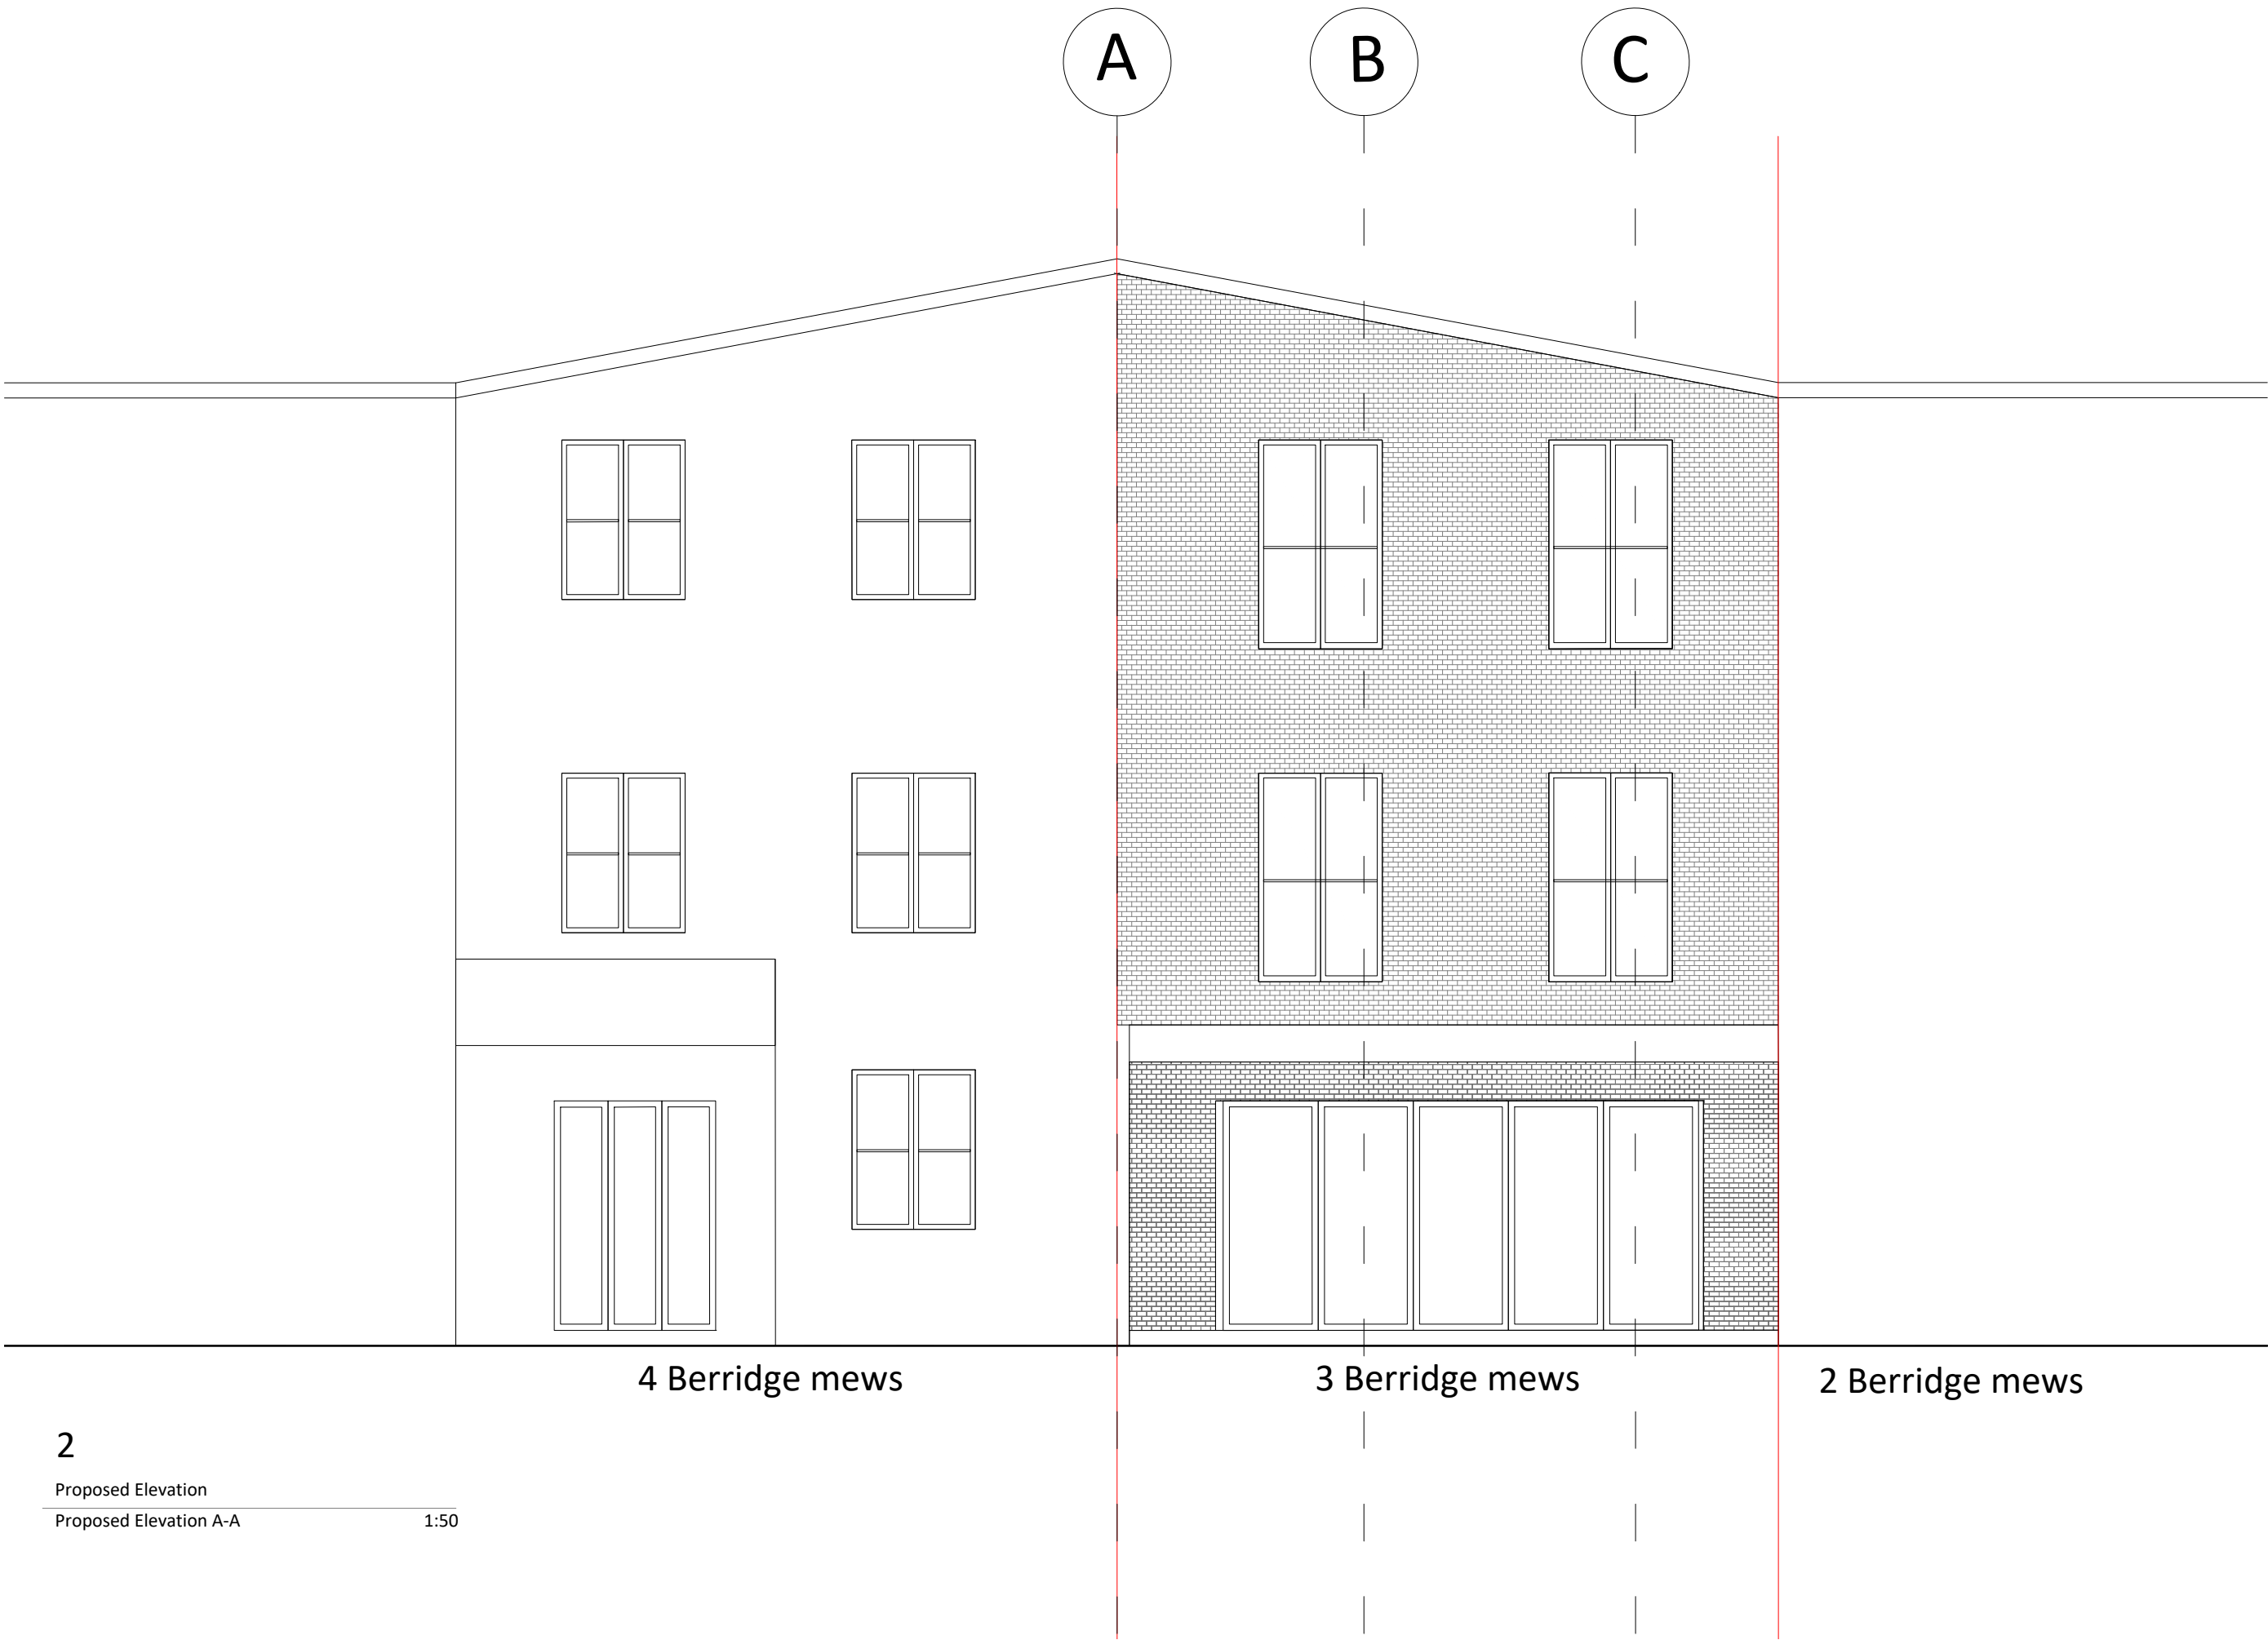 A B C
4 Berridge mews
3 Berridge mews
2 Berridge mews
2
Proposed Elevation
Proposed Elevation A-A 1:50